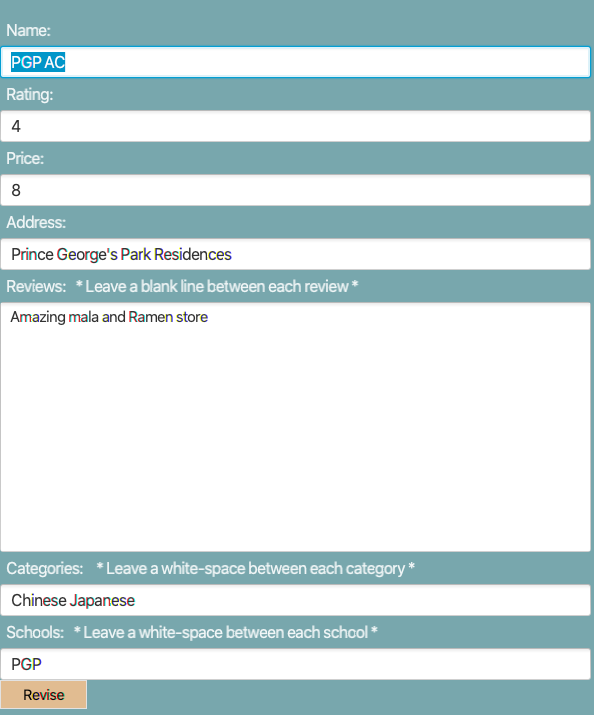 Name:
PGP AC
Rating:
4
Price:
8
Address:
Prince George's Park Residences
Reviews: * Leave a blank line between each review *
Amazing mala and Ramen store
Categories: * Leave a white-space between each category *
Chinese Japanese
Schools: * Leave a white-space between each school *
PGP
Revise